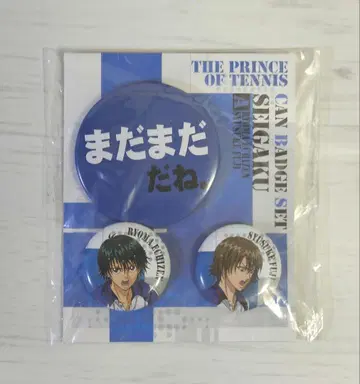 THE PRINCE
OF TENNIS
CAN BADGE SET
SEIGAKU
まだまだ
だね。
RYOMA ECHIZEN
SYUSUKE FUJI